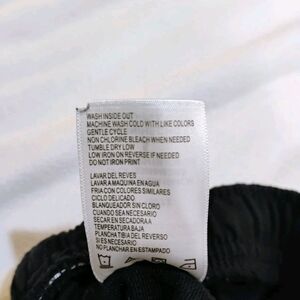 WASH INSIDE OUT
MACHINE WASH COLD WITH LIKE COLORS
GENTLE CYCLE
NON CHLORINE BLEACH WHEN NEEDED
TUMBLE DRY LOW
LOW IRON ON REVERSE IF NEEDED
DO NOT IRON PRINT
LAVAR DEL REVES
LAVAR A MAQUINA EN AGUA
FRIA CON COLORES SIMILARES
CICLO DELICADO
BLANQUEADOR SIN CLORO
CUANDO SEA NECESARIO
SECAR EN SECADORA A
TEMPERATURA BAJA
PLANCHA TIBIA DEL REVERSO
SI ES NECESARIO
NO PLANCHAR EN ESTAMPADO